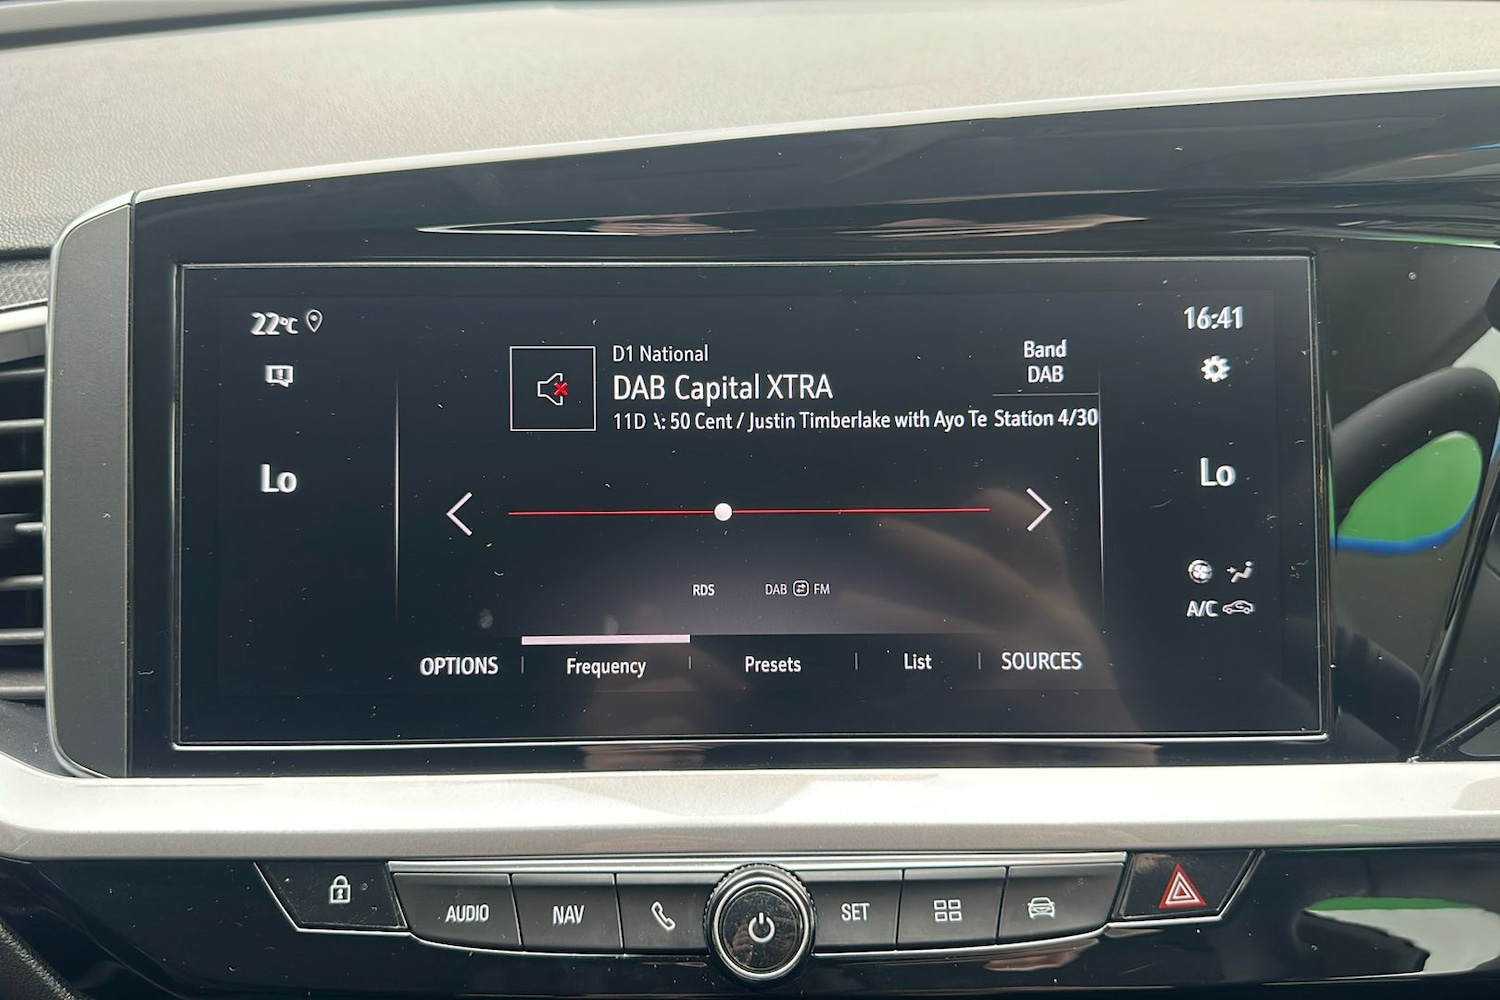 22°C
16:41
D1 National
DAB Capital XTRA
11D : 50 Cent / Justin Timberlake with Ayo Te
Band
DAB
Station 4/30
Lo
Lo
RDS
DAB FM
A/C
OPTIONS
Frequency
Presets
List
SOURCES
AUDIO
NAV
SET